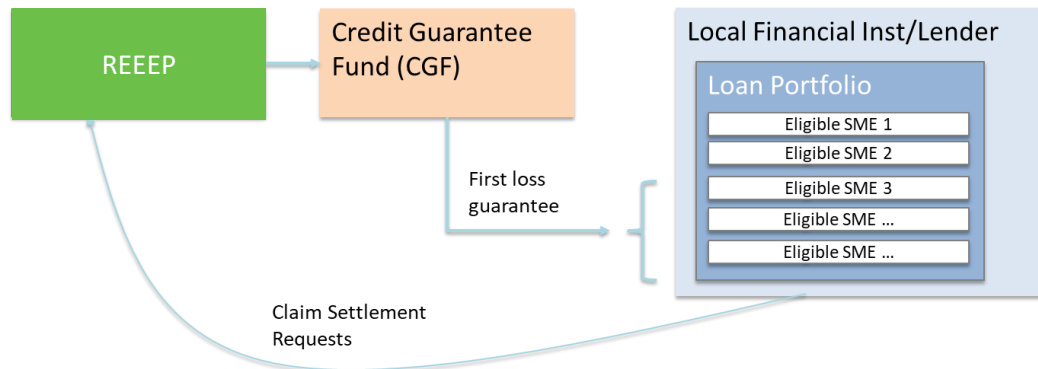 REEEP
Credit Guarantee
Fund (CGF)
Local Financial Inst/Lender
Loan Portfolio
Eligible SME 1
Eligible SME 2
Eligible SME 3
Eligible SME ...
Eligible SME ...
First loss
guarantee
Claim Settlement
Requests